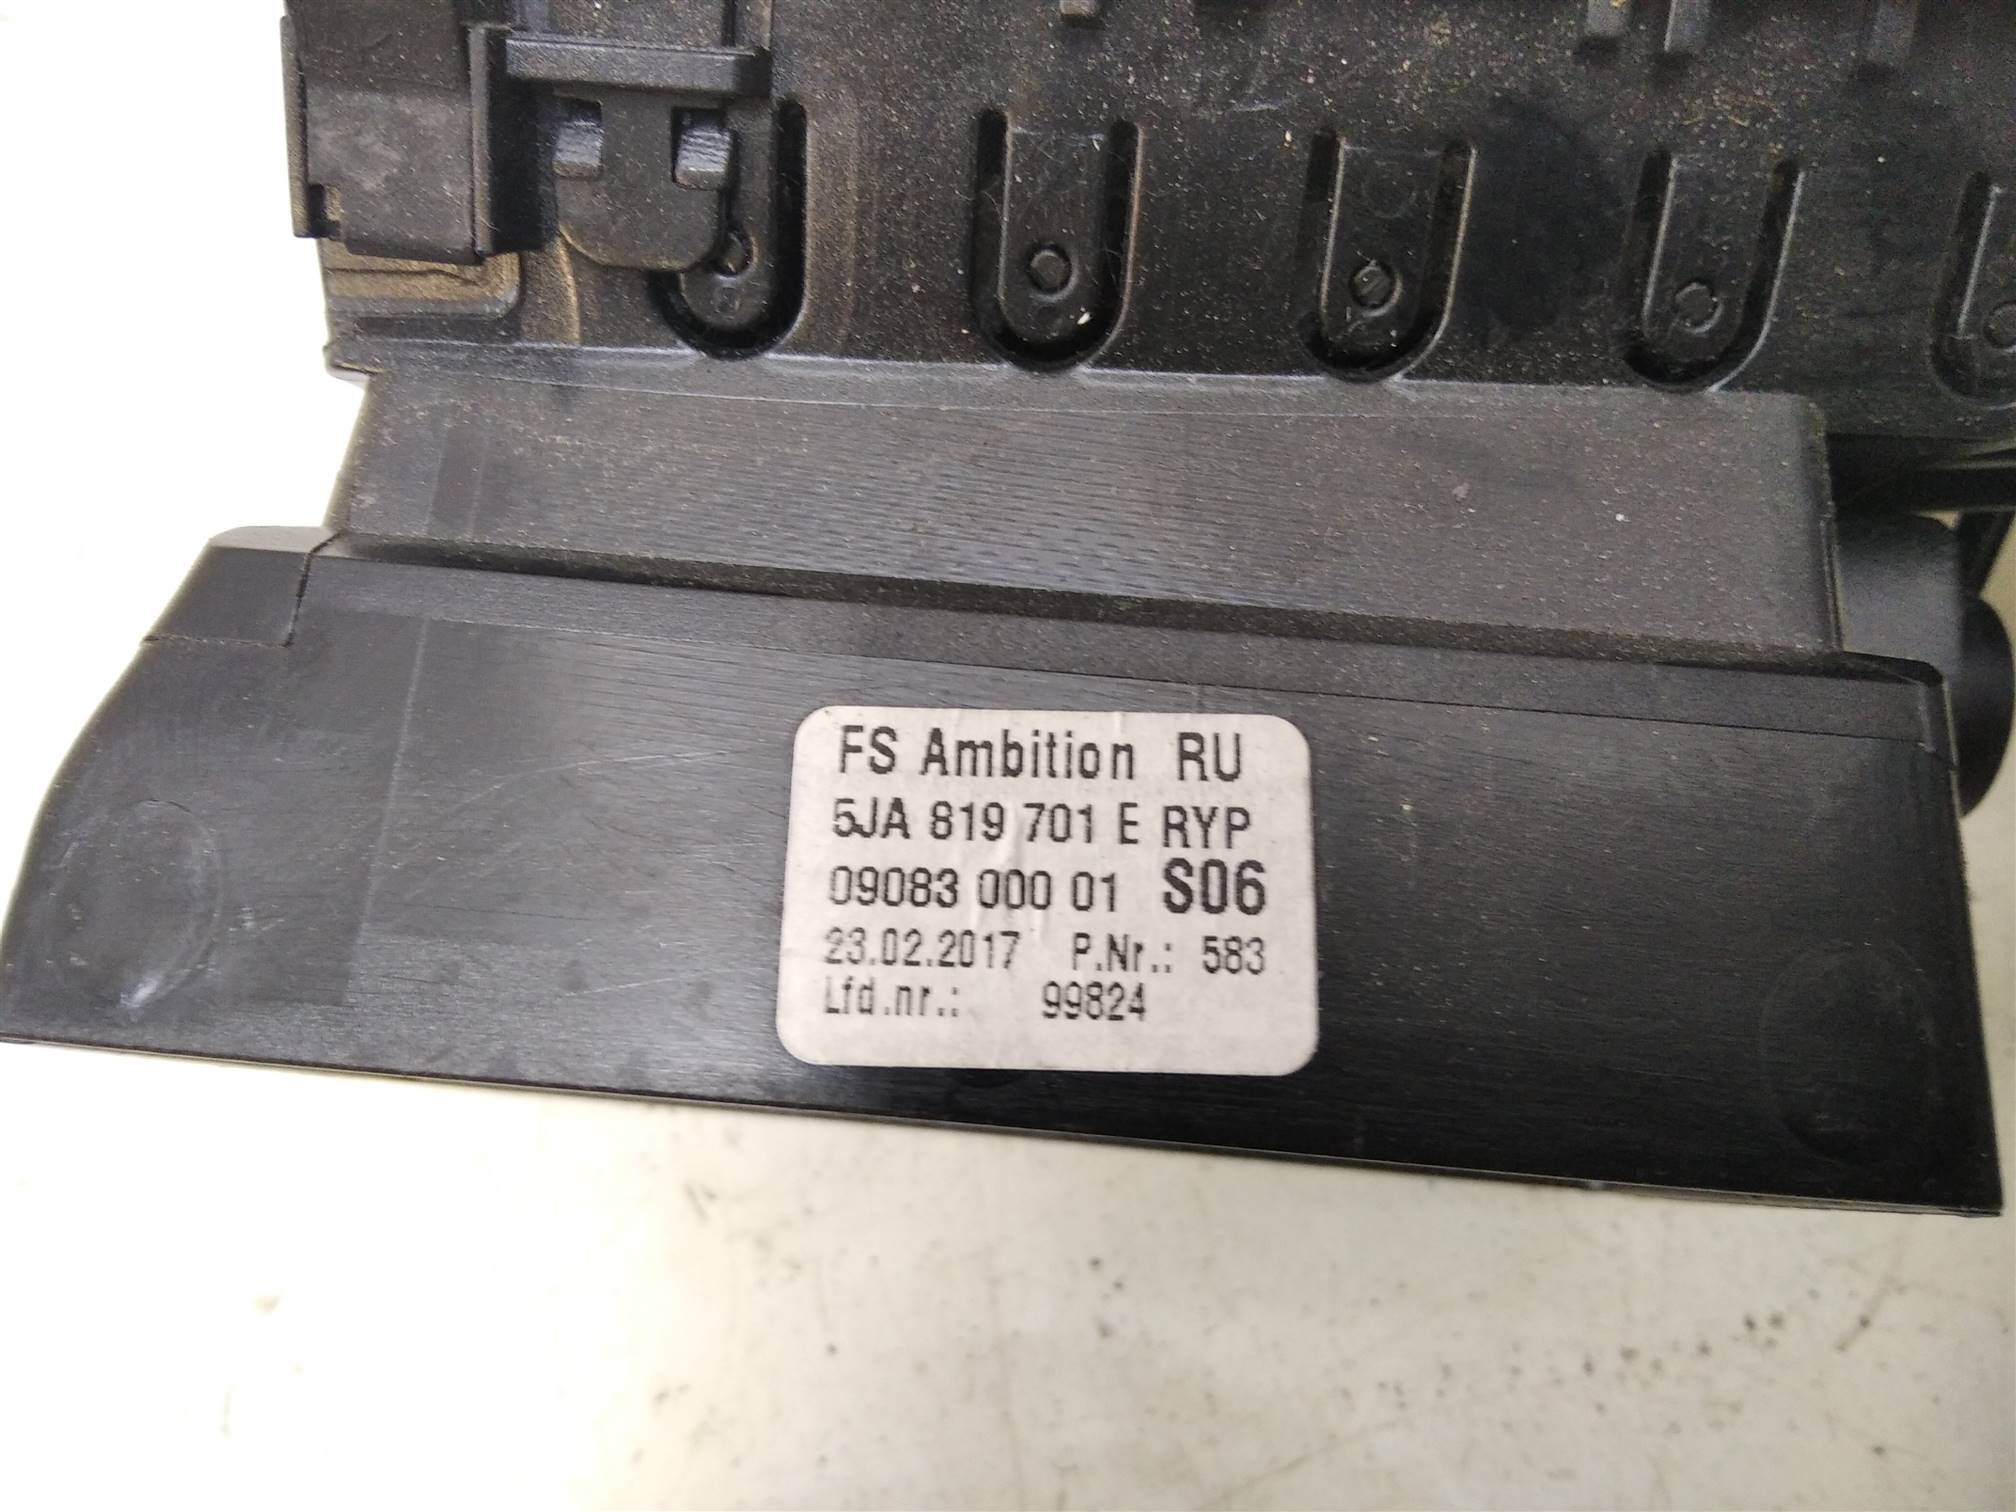 FS Ambition RU
5JA 819 701 E RYP
09083 000 01 S06
23.02.2017 P.Nr.: 583
Lfd.nr.: 99824